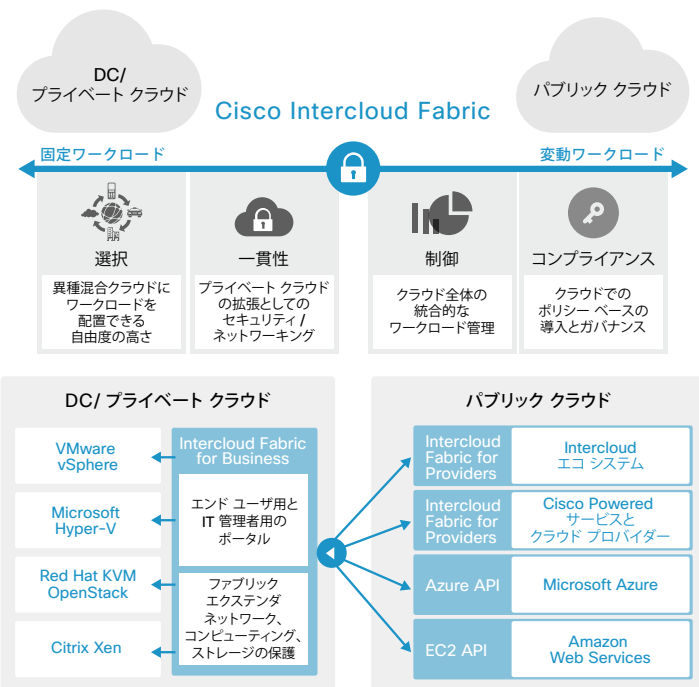 DC/
プライベート クラウド
パブリック クラウド
Cisco Intercloud Fabric
固定ワークロード
変動ワークロード
選択
異種混合クラウドに
ワークロードを
配置できる
自由度の高さ
一貫性
プライベート クラウド
の拡張としての
セキュリティ /
ネットワーキング
制御
クラウド全体の
統合的な
ワークロード管理
コンプライアンス
クラウドでの
ポリシー ベースの
導入とガバナンス
DC/ プライベート クラウド
VMware
vSphere
Microsoft
Hyper-V
Red Hat KVM
OpenStack
Citrix Xen
Intercloud Fabric
for Business
エンド ユーザ用と
IT 管理者用の
ポータル
ファブリック
エクステンダ
ネットワーク、
コンピューティング、
ストレージの保護
パブリック クラウド
Intercloud
Fabric for
Providers
Intercloud
エコ システム
Intercloud
Fabric for
Providers
Cisco Powered
サービスと
クラウド プロバイダー
Azure API
Microsoft Azure
EC2 API
Amazon
Web Services